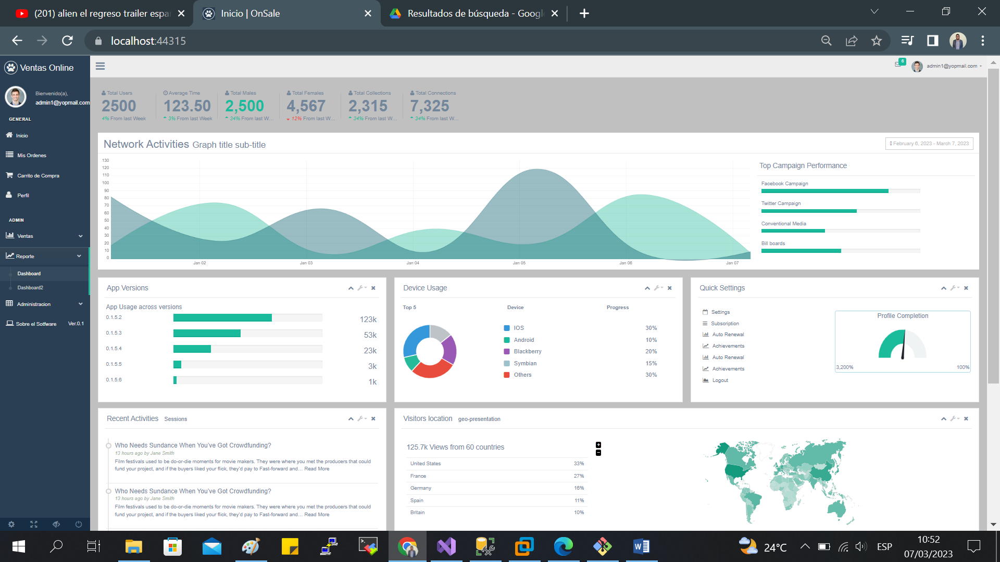 (201) alien el regreso trailer espa
Inicio | OnSale
Resultados de búsqueda - Googl
localhost:44315
Ventas Online
6
admin1@yopmail.com
Bienvenido(a),
admin1@yopmail.com
GENERAL
Inicio
Mis Ordenes
Carrito de Compra
Perfil
ADMIN
Ventas
Reporte
Dashboard
Dashboard2
Administracion
Sobre el Sotfware Ver.0.1
Total Users
2500
4% From last Week
Average Time
123.50
3% From last Week
Total Males
2,500
34% From last W...
Total Females
4,567
12% From last W...
Total Collections
2,315
34% From last W...
Total Connections
7,325
34% From last W...
Network Activities Graph title sub-title
February 6, 2023 - March 7, 2023
130
120
110
100
90
80
70
60
50
40
30
20
10
0
Jan 02 Jan 03 Jan 04 Jan 05 Jan 06 Jan 07
Top Campaign Performance
Facebook Campaign
Twitter Campaign
Conventional Media
Bill boards
App Versions
App Usage across versions
0.1.5.2 123k
0.1.5.3 53k
0.1.5.4 23k
0.1.5.5 3k
0.1.5.6 1k
Device Usage
Top 5 Device Progress
IOS 30%
Android 10%
Blackberry 20%
Symbian 15%
Others 30%
Quick Settings
Settings
Subscription
Auto Renewal
Achievements
Auto Renewal
Achievements
Logout
Profile Completion
3,200% 100%
Recent Activities Sessions
Who Needs Sundance When You've Got Crowdfunding?
13 hours ago by Jane Smith
Film festivals used to be do-or-die moments for movie makers. They were where you met the producers that could
fund your project, and if the buyers liked your flick, they'd pay to Fast-forward and… Read More
Who Needs Sundance When You've Got Crowdfunding?
13 hours ago by Jane Smith
Film festivals used to be do-or-die moments for movie makers. They were where you met the producers that could
fund your project, and if the buyers liked your flick, they'd pay to Fast-forward and… Read More
Visitors location geo-presentation
125.7k Views from 60 countries
United States 33%
France 27%
Germany 16%
Spain 11%
Britain 10%
+
−
24°C
ESP
10:52
07/03/2023